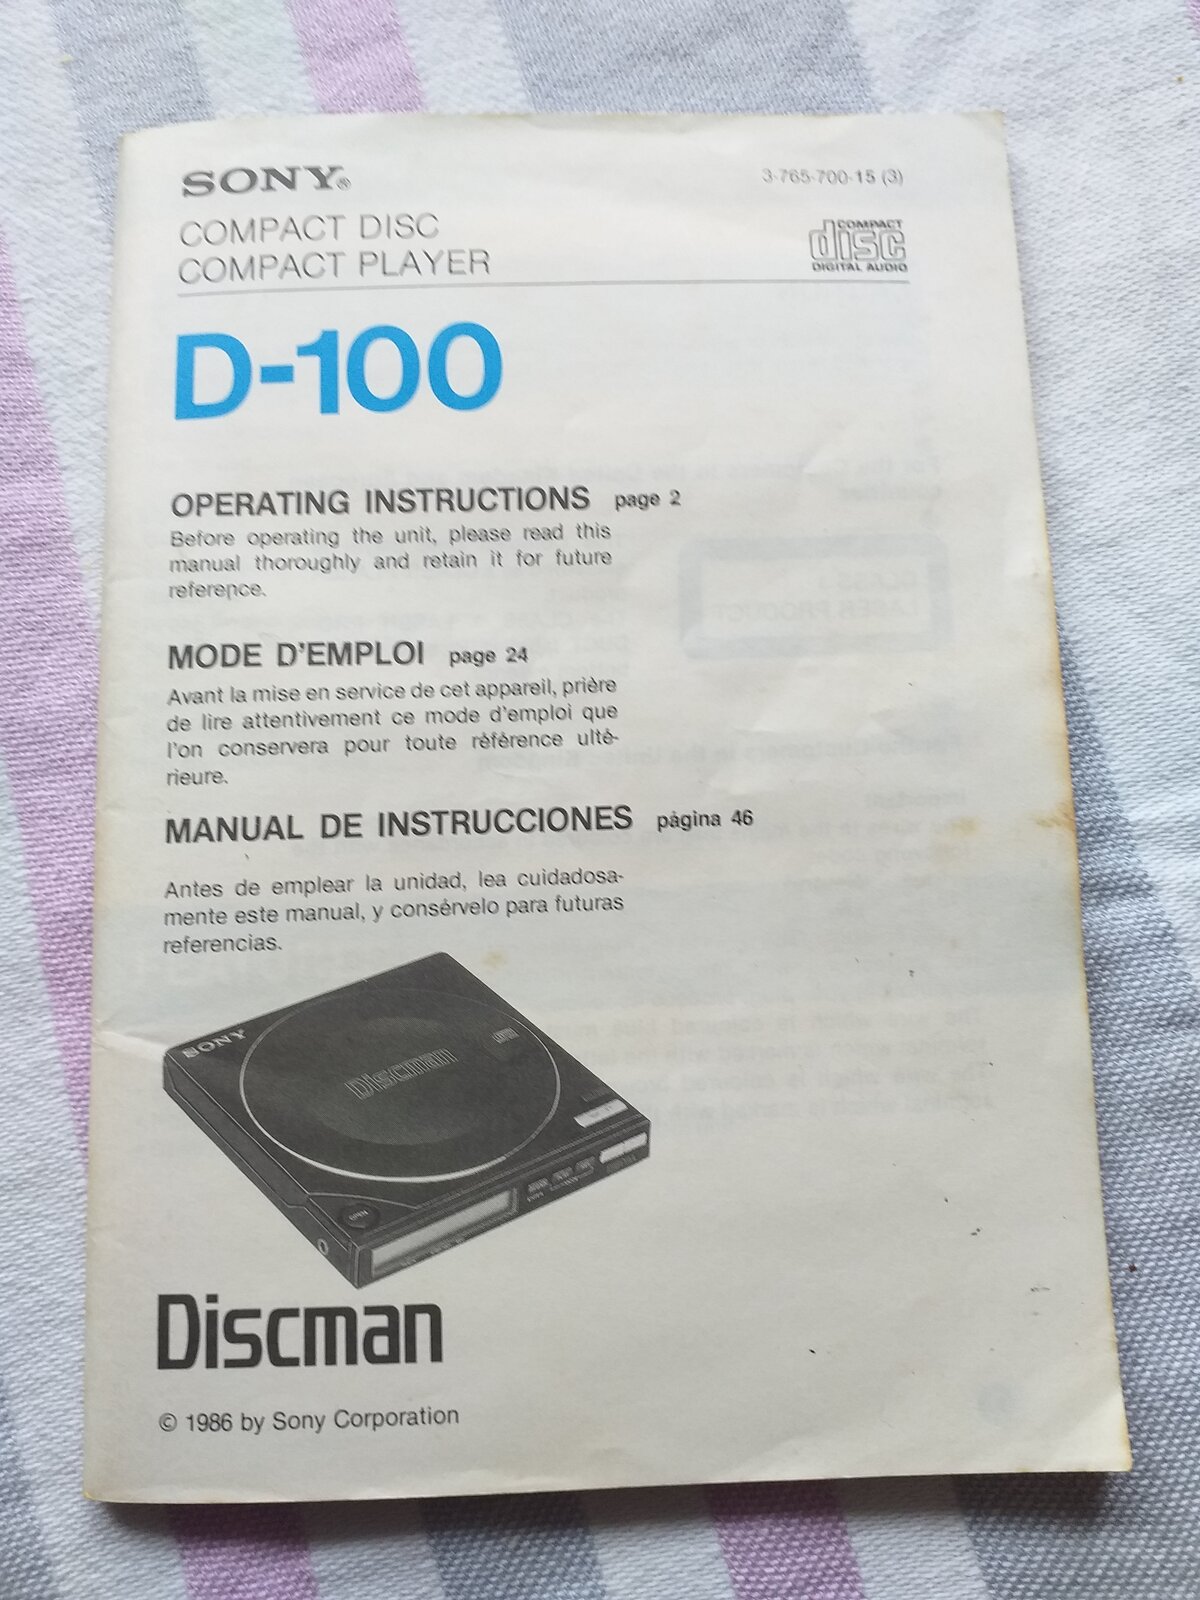 SONY®
3-765-700-15 (3)
COMPACT DISC
COMPACT PLAYER
COMPACT
disc
DIGITAL AUDIO
D-100
OPERATING INSTRUCTIONS page 2
Before operating the unit, please read this
manual thoroughly and retain it for future
reference.
MODE D'EMPLOI page 24
Avant la mise en service de cet appareil, prière
de lire attentivement ce mode d'emploi que
l'on conservera pour toute référence ulté-
rieure.
MANUAL DE INSTRUCCIONES página 46
Antes de emplear la unidad, lea cuidadosa-
mente este manual, y consérvelo para futuras
referencias.
SONY
Discman
OPEN
Discman
© 1986 by Sony Corporation